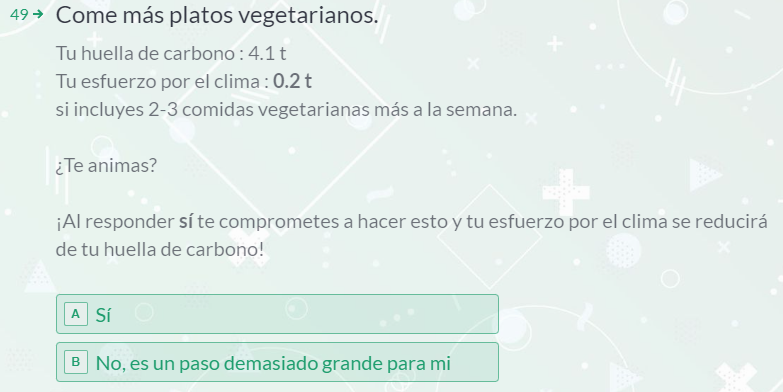 49 → Come más platos vegetarianos.
Tu huella de carbono : 4.1 t
Tu esfuerzo por el clima : 0.2 t
si incluyes 2-3 comidas vegetarianas más a la semana.
¿Te animas?
¡Al responder sí te comprometes a hacer esto y tu esfuerzo por el clima se reducirá
de tu huella de carbono!
A Sí
B No, es un paso demasiado grande para mi